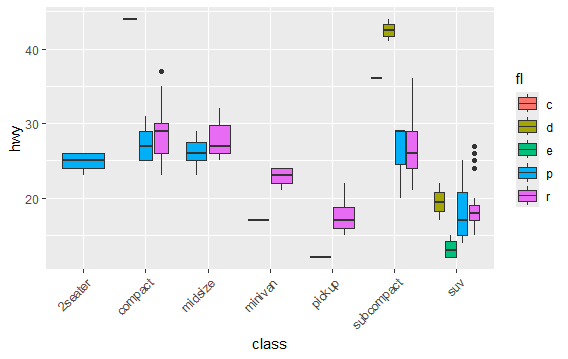 hwy
40
30
20
2seater
compact
midsize
minivan
pickup
subcompact
suv
class
fl
c
d
e
p
r